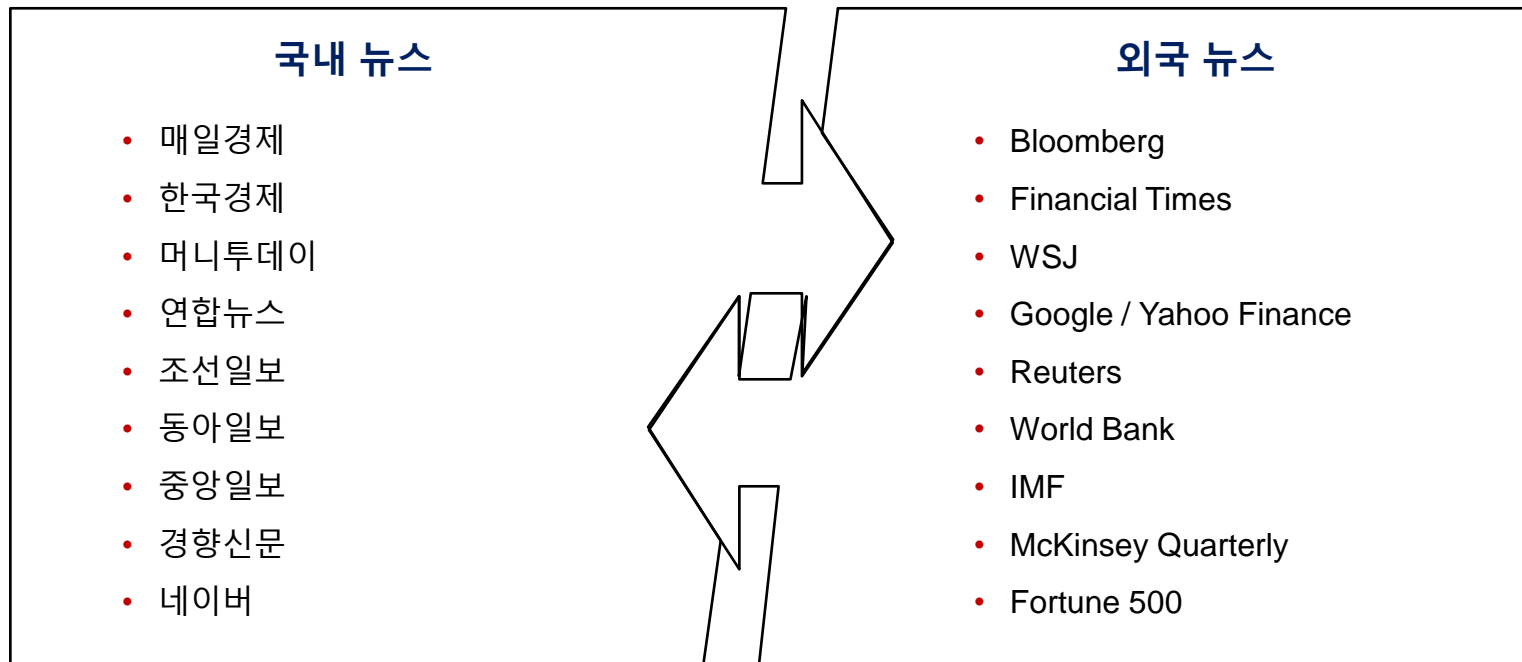 국내 뉴스
• 매일경제
• 한국경제
• 머니투데이
• 연합뉴스
• 조선일보
• 동아일보
• 중앙일보
• 경향신문
• 네이버
외국 뉴스
• Bloomberg
• Financial Times
• WSJ
• Google / Yahoo Finance
• Reuters
• World Bank
• IMF
• McKinsey Quarterly
• Fortune 500